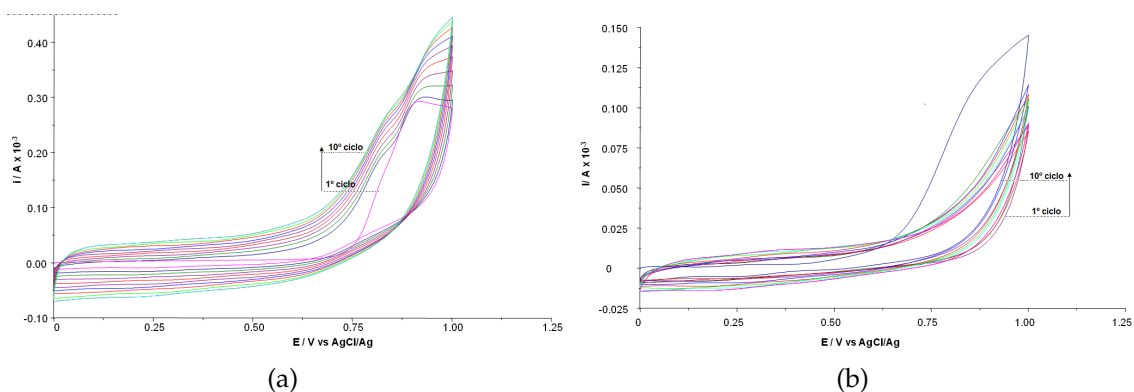 0.40
0.30
0.20
0.10
0.00
-0.10
i / A x 10⁻³
10º ciclo
1º ciclo
0
0.25
0.50
0.75
1.00
1.25
E / V vs AgCl/Ag
(a)
0.150
0.125
0.100
0.075
0.050
0.025
0
-0.025
I/ A x 10⁻³
10º ciclo
1º ciclo
0
0.25
0.50
0.75
1.00
1.25
E / V vs AgCl/Ag
(b)